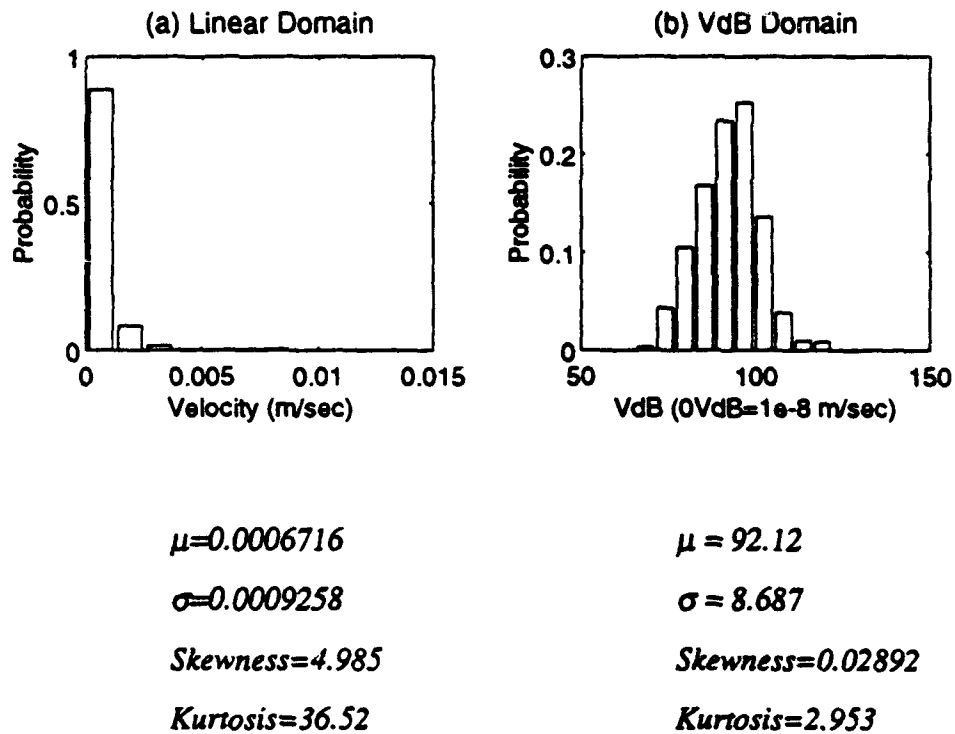 (a) Linear Domain
1
0.5
0
Probability
0
0.005
0.01
0.015
Velocity (m/sec)
(b) VdB Domain
0.3
0.2
0.1
0
Probability
50
100
150
VdB (0VdB=1e-8 m/sec)
μ=0.0006716
σ=0.0009258
Skewness=4.985
Kurtosis=36.52
μ = 92.12
σ = 8.687
Skewness=0.02892
Kurtosis=2.953